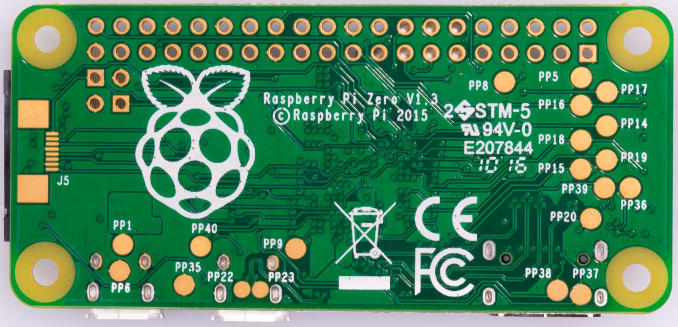 PP8
PP5
PP17
Raspberry Pi Zero V1.3
© Raspberry Pi 2015
2 STM-5
94V-0
E207844
1016
PP16
PP14
PP18
PP19
PP15
PP39
PP36
J5
PP20
PP1
PP40
PP9
CE
FC
PP6
PP35
PP22
PP23
PP38
PP37